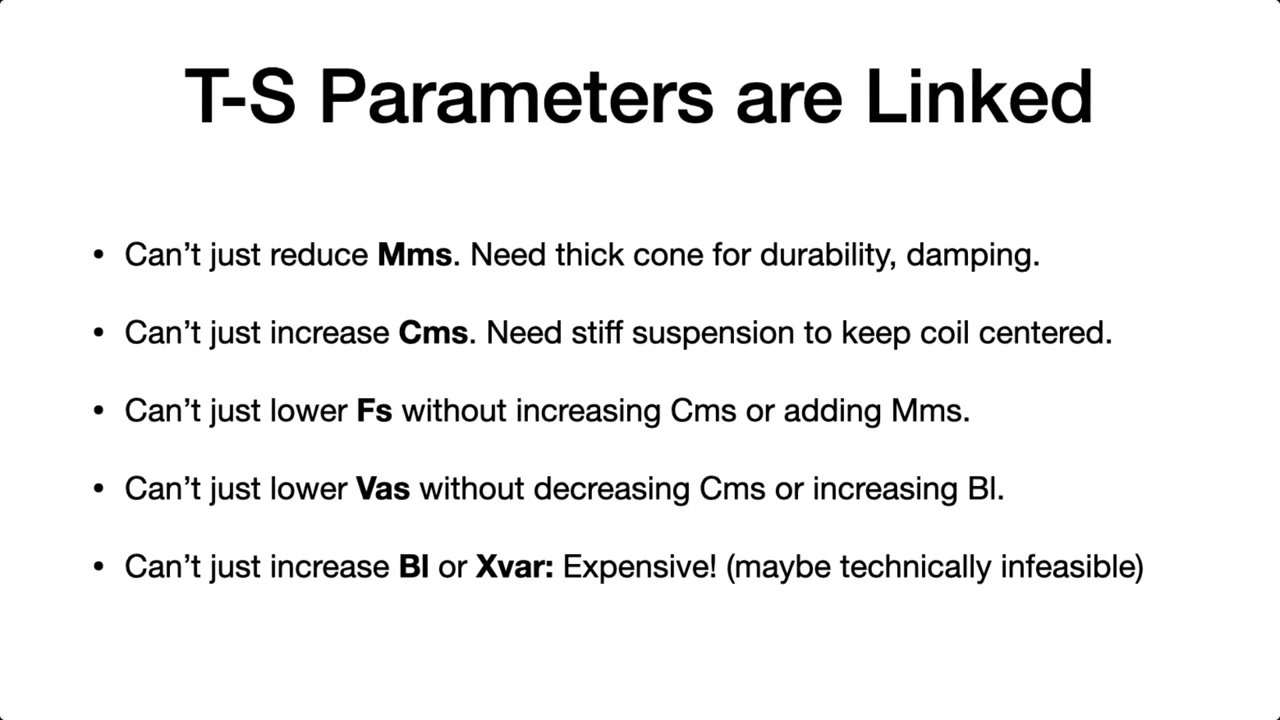 T-S Parameters are Linked
• Can’t just reduce Mms. Need thick cone for durability, damping.
• Can’t just increase Cms. Need stiff suspension to keep coil centered.
• Can’t just lower Fs without increasing Cms or adding Mms.
• Can’t just lower Vas without decreasing Cms or increasing Bl.
• Can’t just increase Bl or Xvar: Expensive! (maybe technically infeasible)